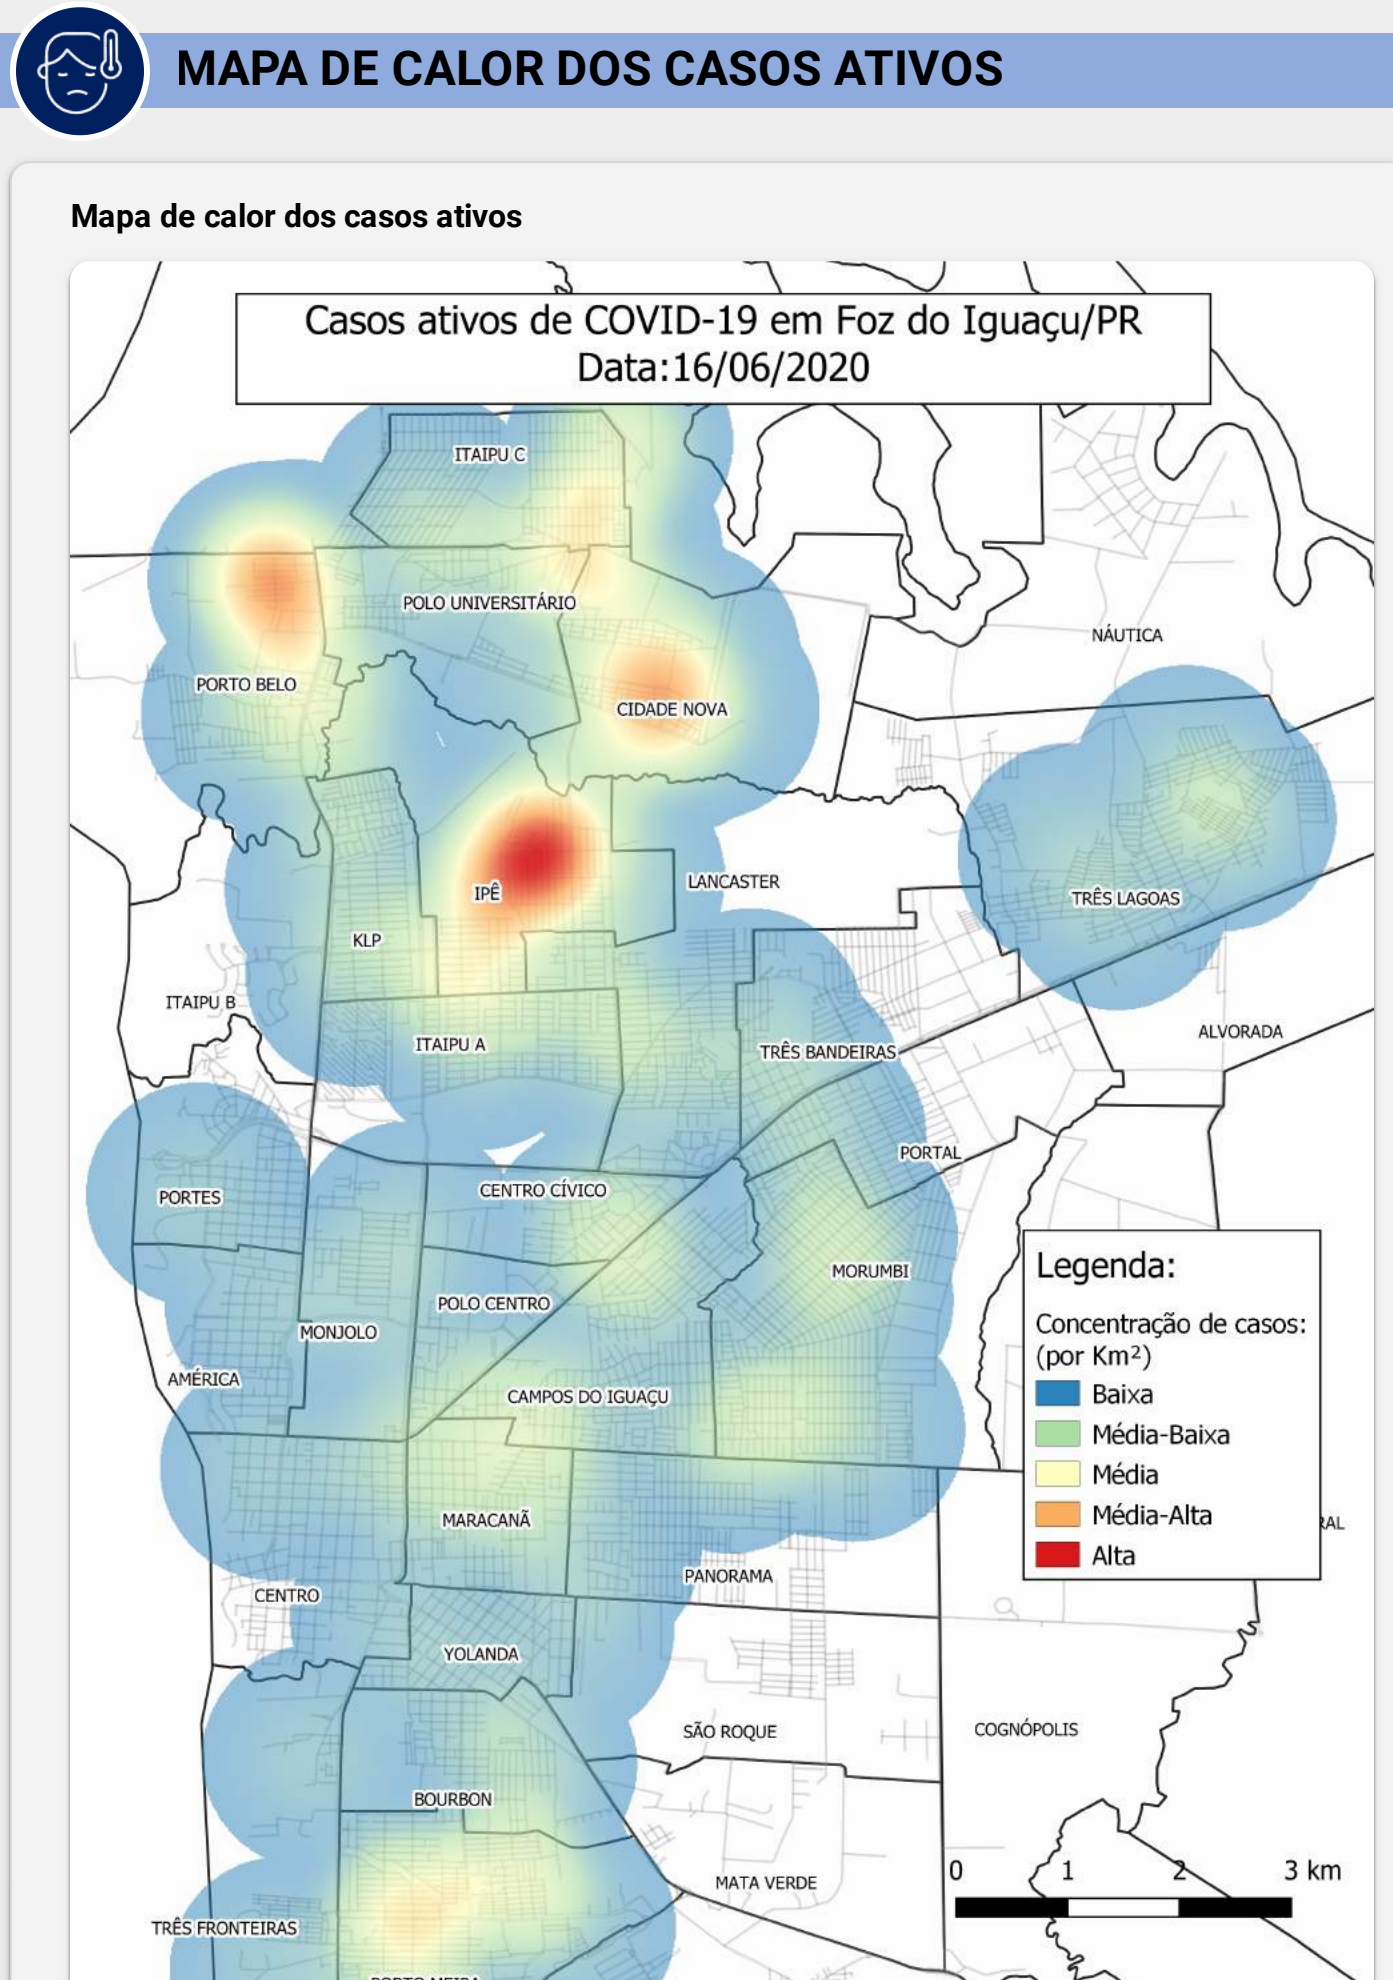 MAPA DE CALOR DOS CASOS ATIVOS
Mapa de calor dos casos ativos
Casos ativos de COVID-19 em Foz do Iguaçu/PR
Data:16/06/2020
ITAIPU C
POLO UNIVERSITÁRIO
NÁUTICA
PORTO BELO
CIDADE NOVA
LANCASTER
IPÊ
TRÊS LAGOAS
KLP
ITAIPU B
ALVORADA
ITAIPU A
TRÊS BANDEIRAS
PORTAL
PORTES
CENTRO CÍVICO
MORUMBI
POLO CENTRO
MONJOLO
AMÉRICA
CAMPOS DO IGUAÇU
Legenda:
Concentração de casos:
(por Km²)
Baixa
Média-Baixa
Média
Média-Alta
Alta
MARACANÃ
RAL
PANORAMA
CENTRO
YOLANDA
SÃO ROQUE
COGNÓPOLIS
BOURBON
0 1 2 3 km
MATA VERDE
TRÊS FRONTEIRAS
PORTO MEIRA